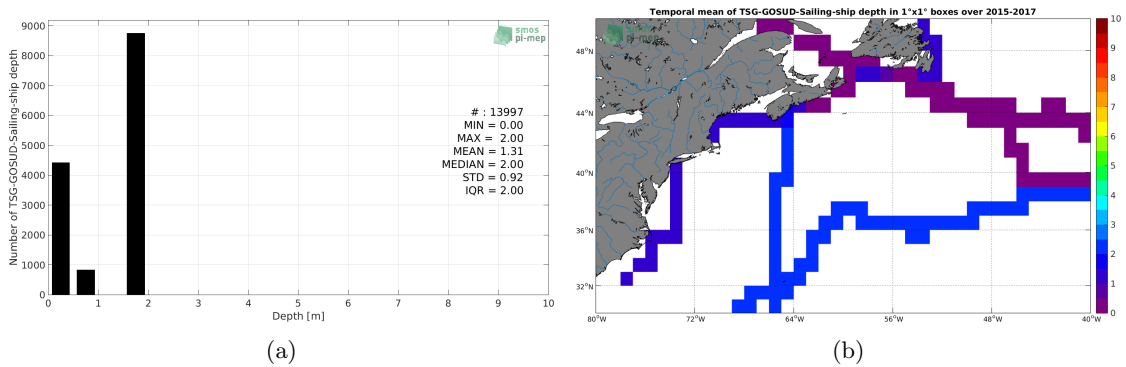 Number of TSG-GOSUD-Sailing-ship depth
9000
8000
7000
6000
5000
4000
3000
2000
1000
0
smos
pi-mep
# : 13997
MIN = 0.00
MAX = 2.00
MEAN = 1.31
MEDIAN = 2.00
STD = 0.92
IQR = 2.00
0 1 2 3 4 5 6 7 8 9 10
Depth [m]
(a)
Temporal mean of TSG-GOSUD-Sailing-ship depth in 1°x1° boxes over 2015-2017
smos
pi-mep
48°N
44°N
40°N
36°N
32°N
80°W 72°W 64°W 56°W 48°W 40°W
10
9
8
7
6
5
4
3
2
1
0
(b)